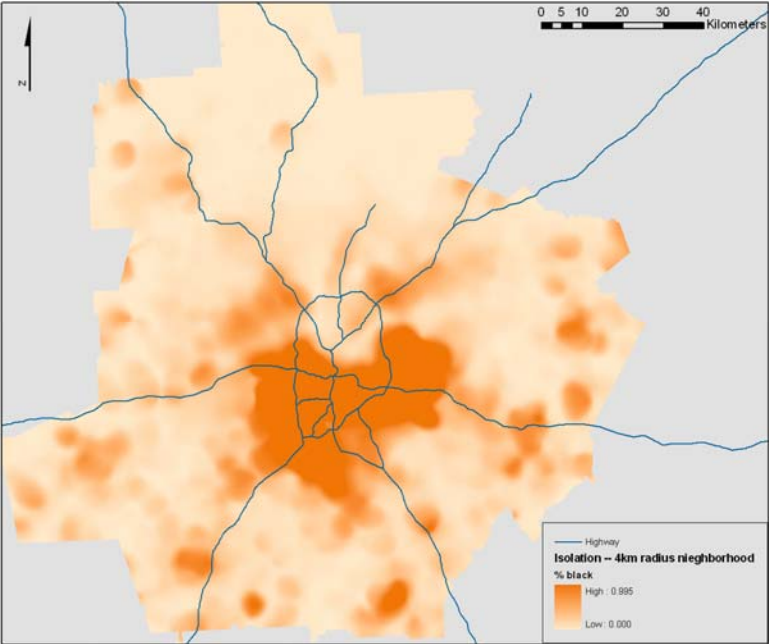 0 5 10 20 30 40
Kilometers
N
Highway
Isolation -- 4km radius nieghborhood
% black
High : 0.995
Low : 0.000